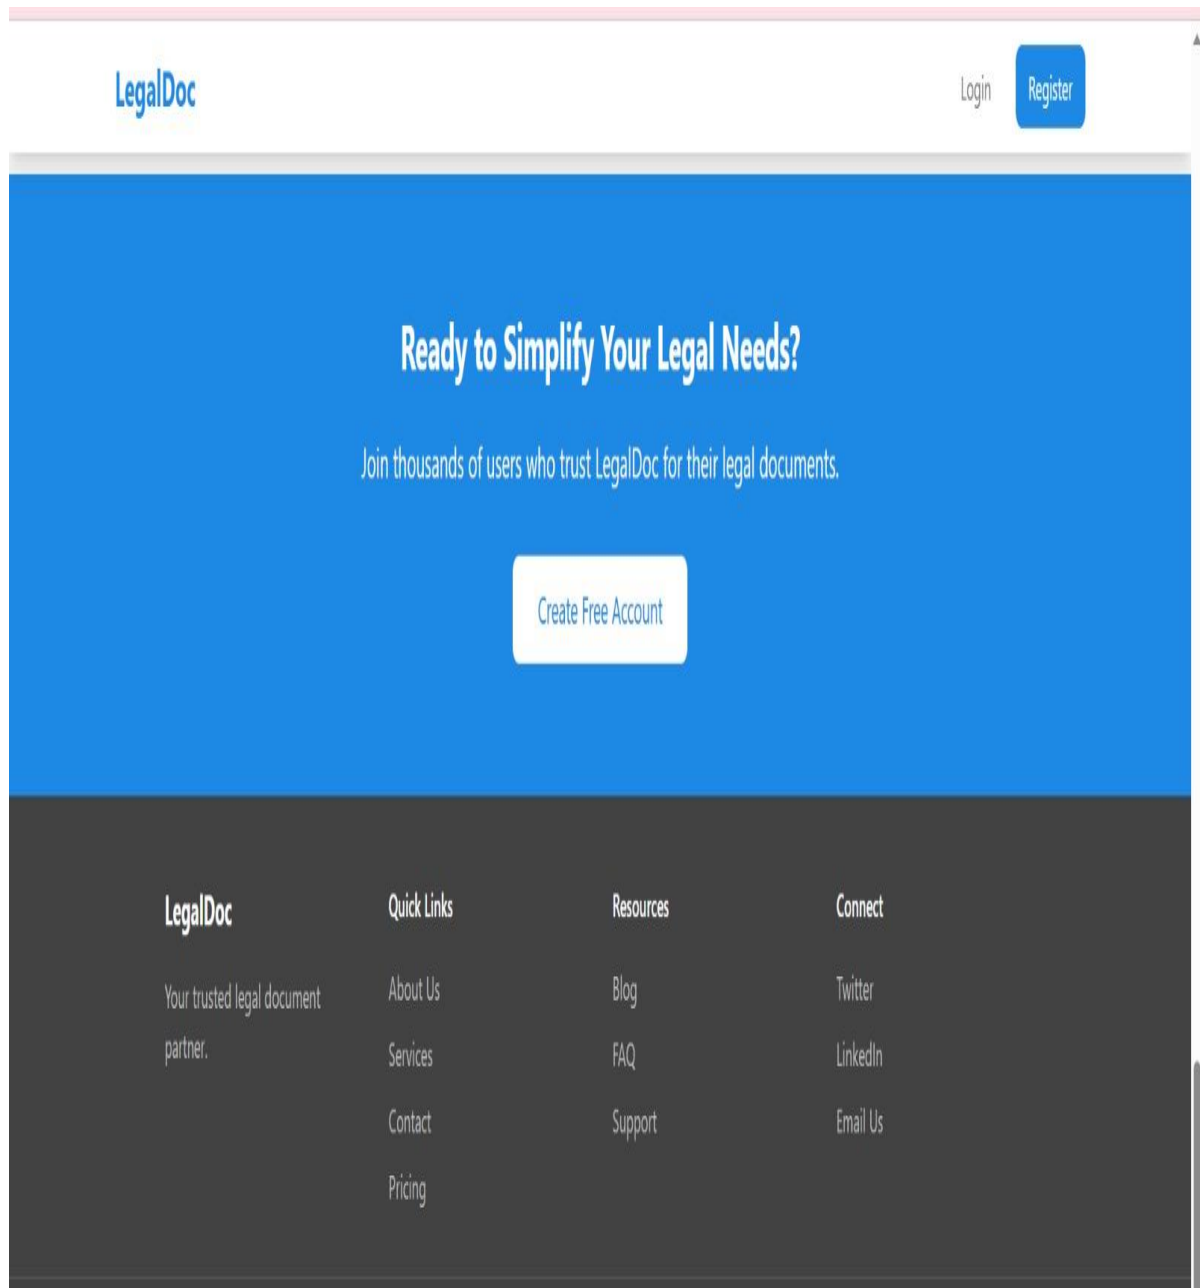 LegalDoc
Login
Register
Ready to Simplify Your Legal Needs?
Join thousands of users who trust LegalDoc for their legal documents.
Create Free Account
LegalDoc
Your trusted legal document
partner.
Quick Links
About Us
Services
Contact
Pricing
Resources
Blog
FAQ
Support
Connect
Twitter
LinkedIn
Email Us